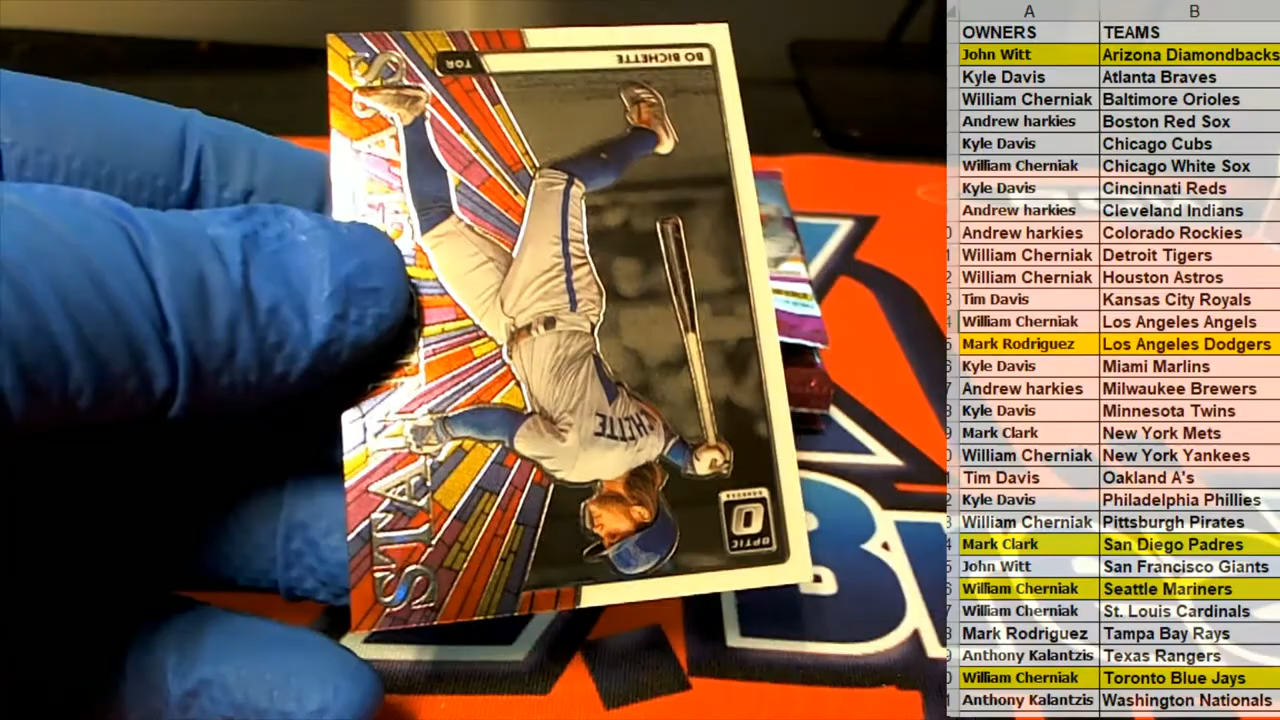 BO BICHETTE
TOR
CHETTE
OPTIC
A B
OWNERS TEAMS
John Witt Arizona Diamondbacks
Kyle Davis Atlanta Braves
William Cherniak Baltimore Orioles
Andrew harkies Boston Red Sox
Kyle Davis Chicago Cubs
William Cherniak Chicago White Sox
Kyle Davis Cincinnati Reds
Andrew harkies Cleveland Indians
Andrew harkies Colorado Rockies
William Cherniak Detroit Tigers
William Cherniak Houston Astros
Tim Davis Kansas City Royals
William Cherniak Los Angeles Angels
Mark Rodriguez Los Angeles Dodgers
Kyle Davis Miami Marlins
Andrew harkies Milwaukee Brewers
Kyle Davis Minnesota Twins
Mark Clark New York Mets
William Cherniak New York Yankees
Tim Davis Oakland A's
Kyle Davis Philadelphia Phillies
William Cherniak Pittsburgh Pirates
Mark Clark San Diego Padres
John Witt San Francisco Giants
William Cherniak Seattle Mariners
William Cherniak St. Louis Cardinals
Mark Rodriguez Tampa Bay Rays
Anthony Kalantzis Texas Rangers
William Cherniak Toronto Blue Jays
Anthony Kalantzis Washington Nationals